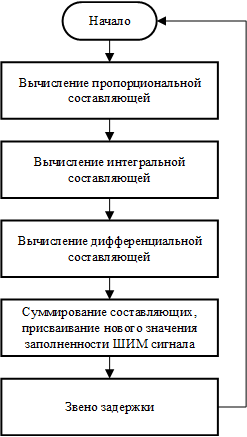 Начало
Вычисление пропорциональной
составляющей
Вычисление интегральной
составляющей
Вычисление дифференциальной
составляющей
Суммирование составляющих,
присваивание нового значения
заполненности ШИМ сигнала
Звено задержки